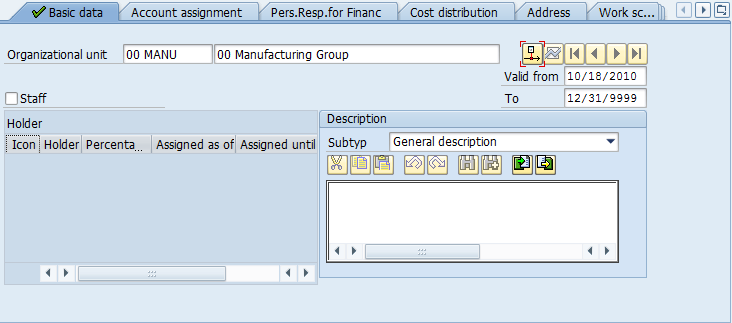 Basic data Account assignment Pers.Resp.for Financ Cost distribution Address Work sc...
Organizational unit 00 MANU 00 Manufacturing Group
Valid from 10/18/2010
Staff To 12/31/9999
Holder
Icon Holder Percenta... Assigned as of Assigned until
Description
Subtyp General description